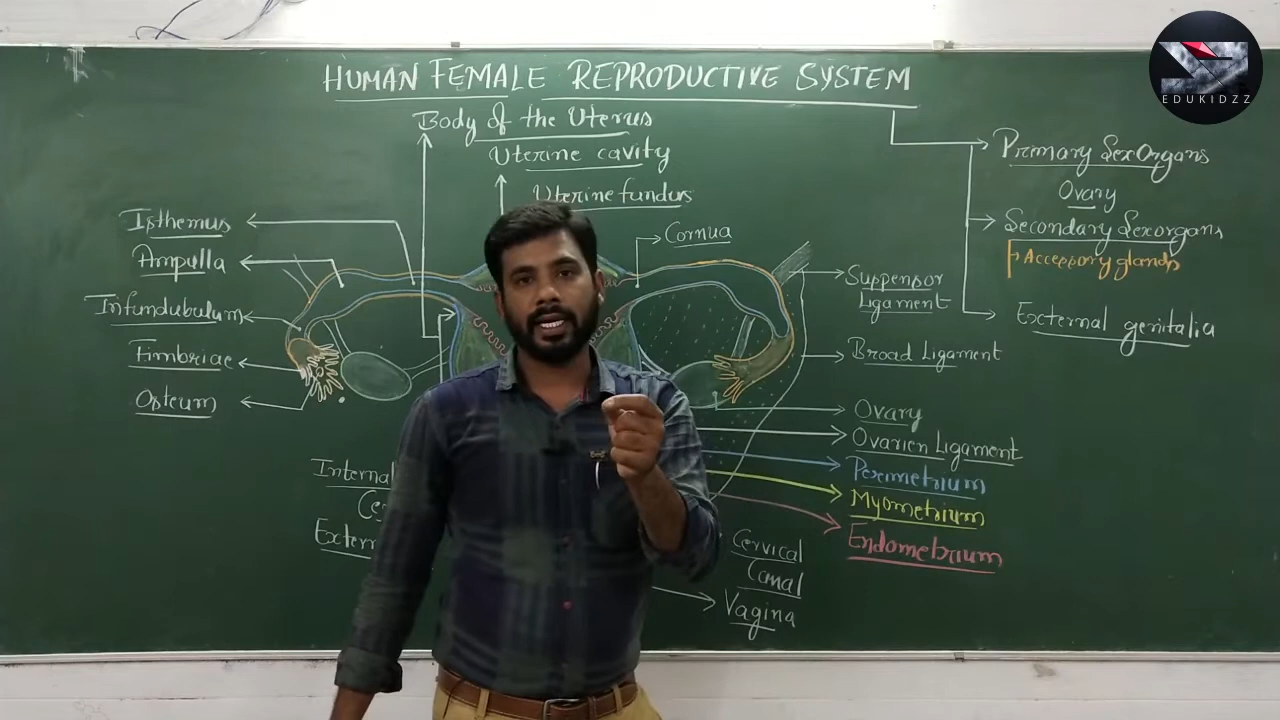 HUMAN FEMALE REPRODUCTIVE SYSTEM
EDUKIDZZ
Body of the Uterus
Uterine cavity
Uterine fundus
Cornua
Isthemus
Ampulla
Infundubulum
Fimbriae
Osteum
Internal
Ce
Extern
Primary Sex Organs
Ovary
Secondary Sex organs
Accessory glands
External genitalia
Suspensor
Ligament
Broad Ligament
Ovary
Ovarien Ligament
Perimetrium
Myometrium
Endometrium
Cervical
Canal
Vagina